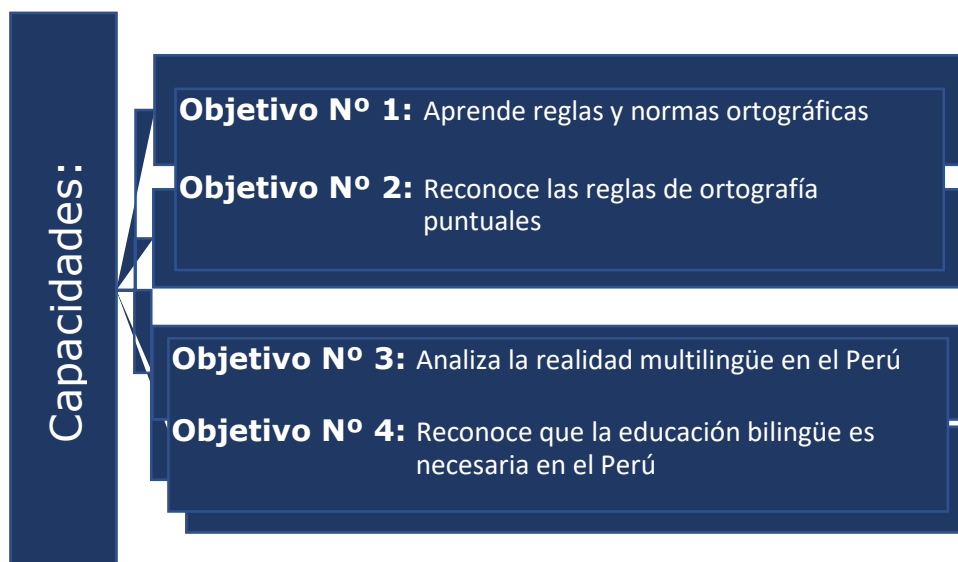 Capacidades:
Objetivo Nº 1: Aprende reglas y normas ortográficas
Objetivo Nº 2: Reconoce las reglas de ortografía
puntuales
Objetivo Nº 3: Analiza la realidad multilingüe en el Perú
Objetivo Nº 4: Reconoce que la educación bilingüe es
necesaria en el Perú